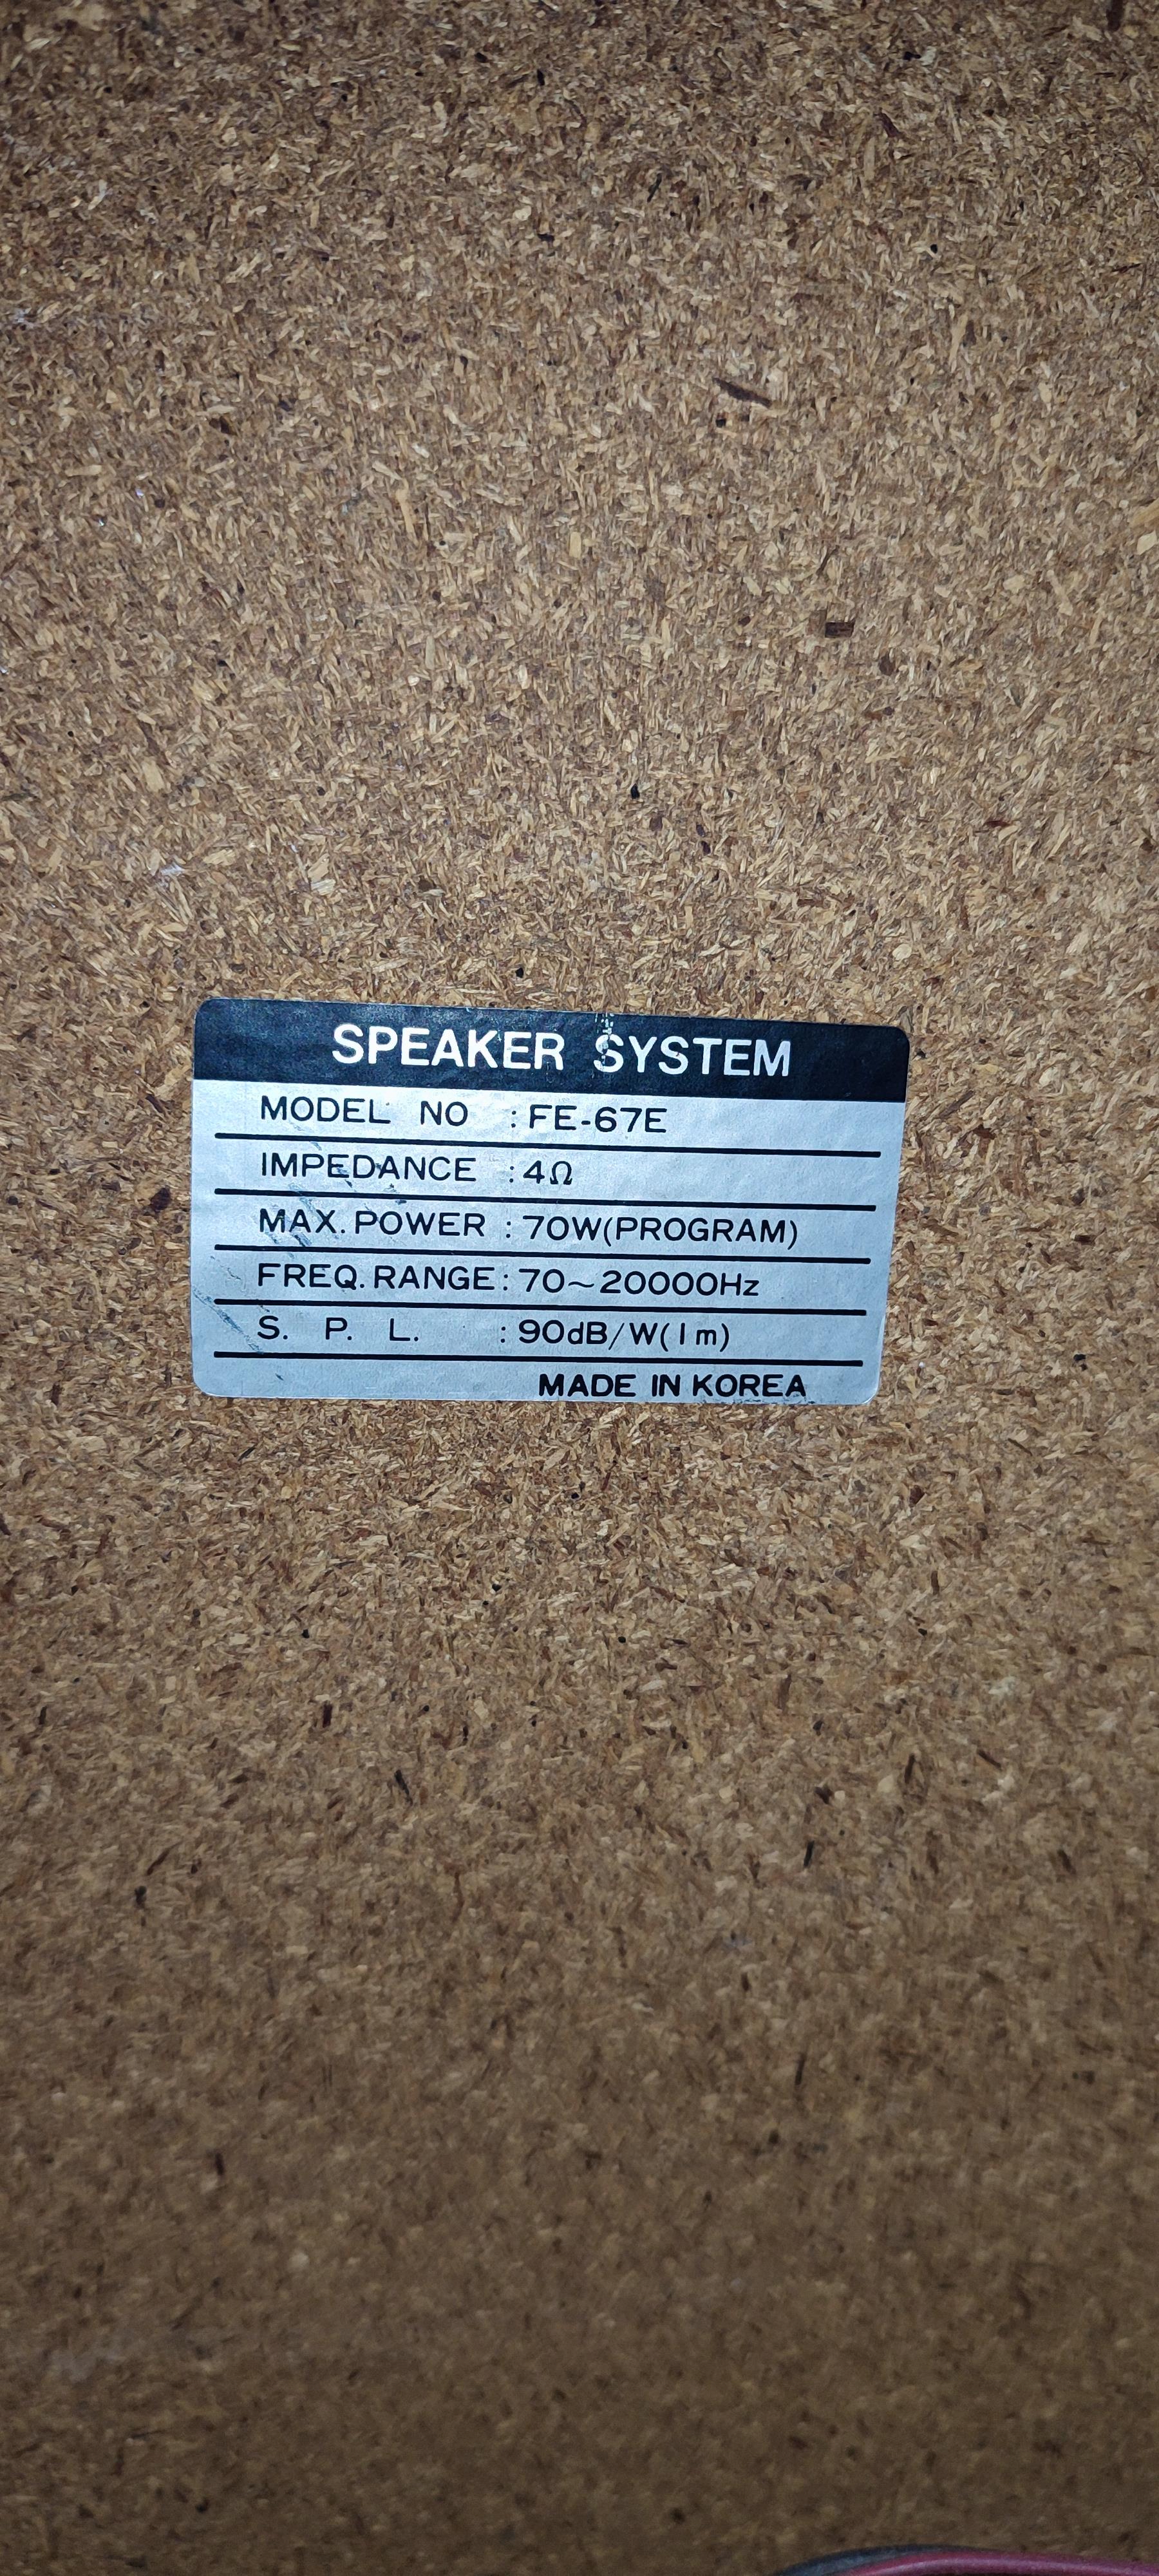 SPEAKER SYSTEM
MODEL NO : FE-67E
IMPEDANCE : 4Ω
MAX. POWER : 70W(PROGRAM)
FREQ. RANGE : 70~20000Hz
S. P. L. : 90dB/W(1m)
MADE IN KOREA